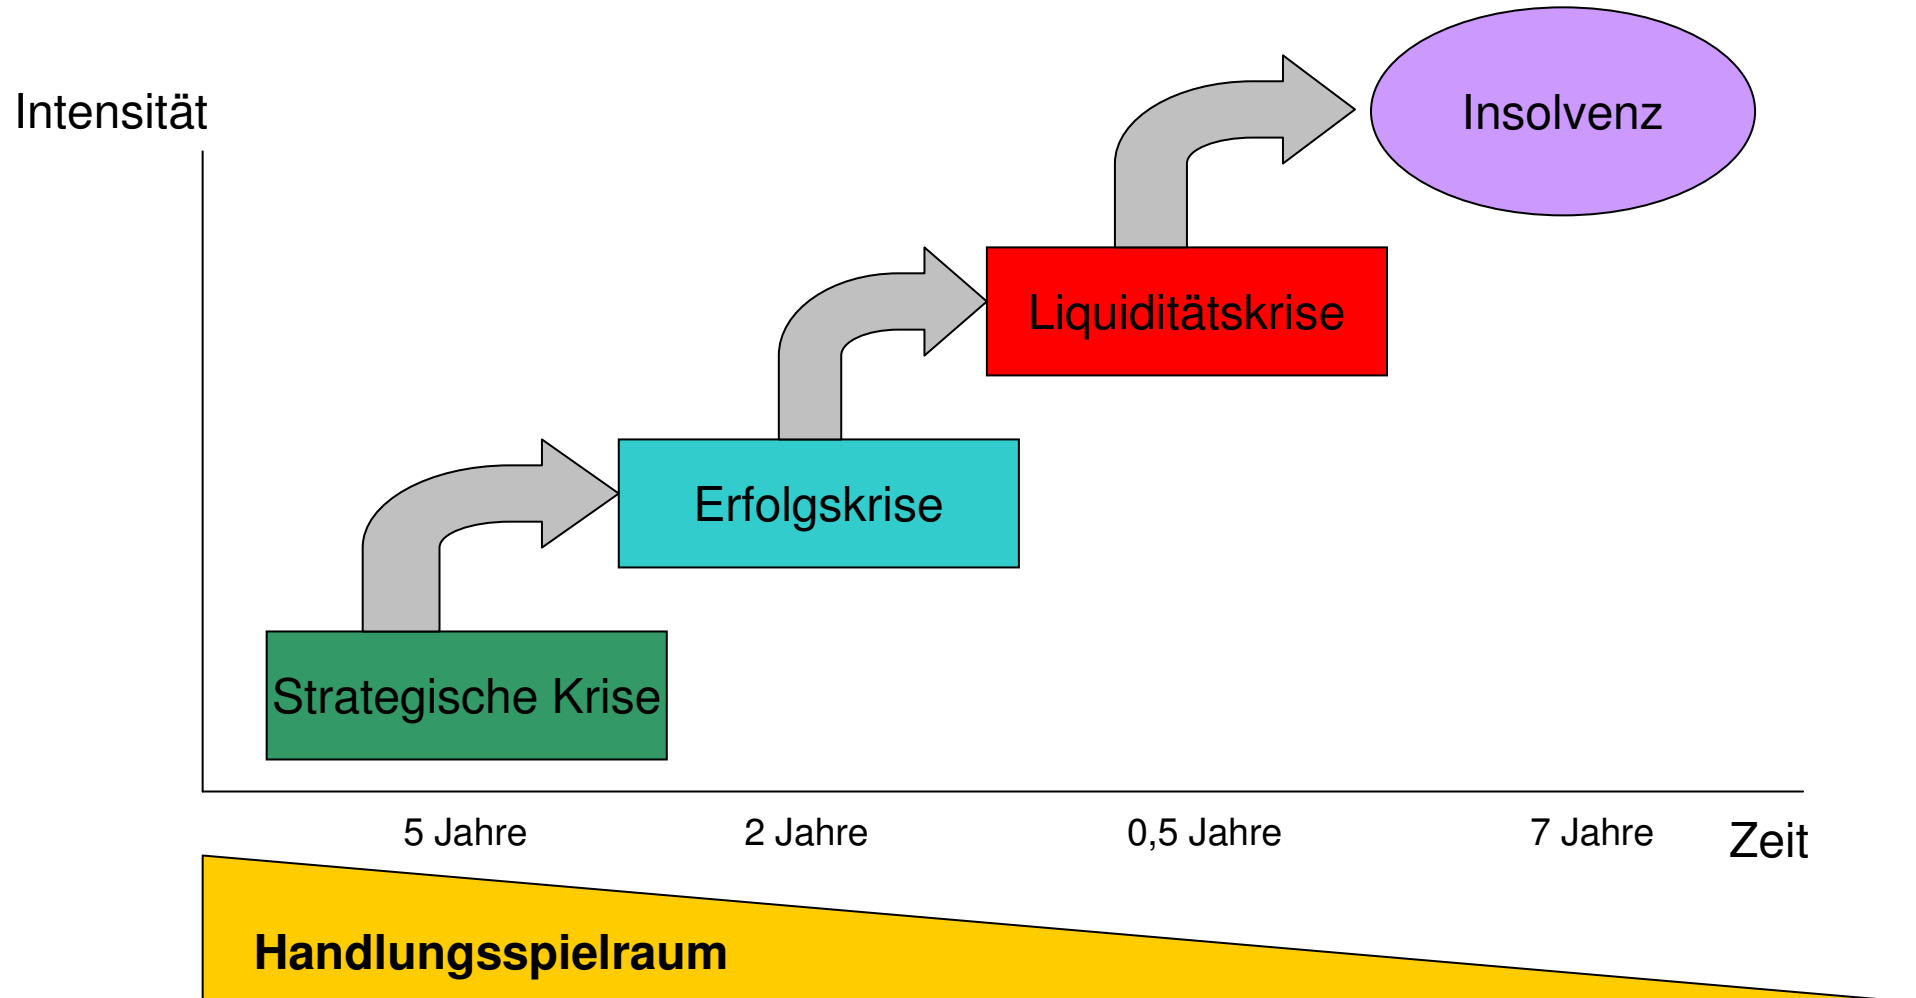 Intensität
Insolvenz
Liquiditätskrise
Erfolgskrise
Strategische Krise
5 Jahre
2 Jahre
0,5 Jahre
7 Jahre
Zeit
Handlungsspielraum